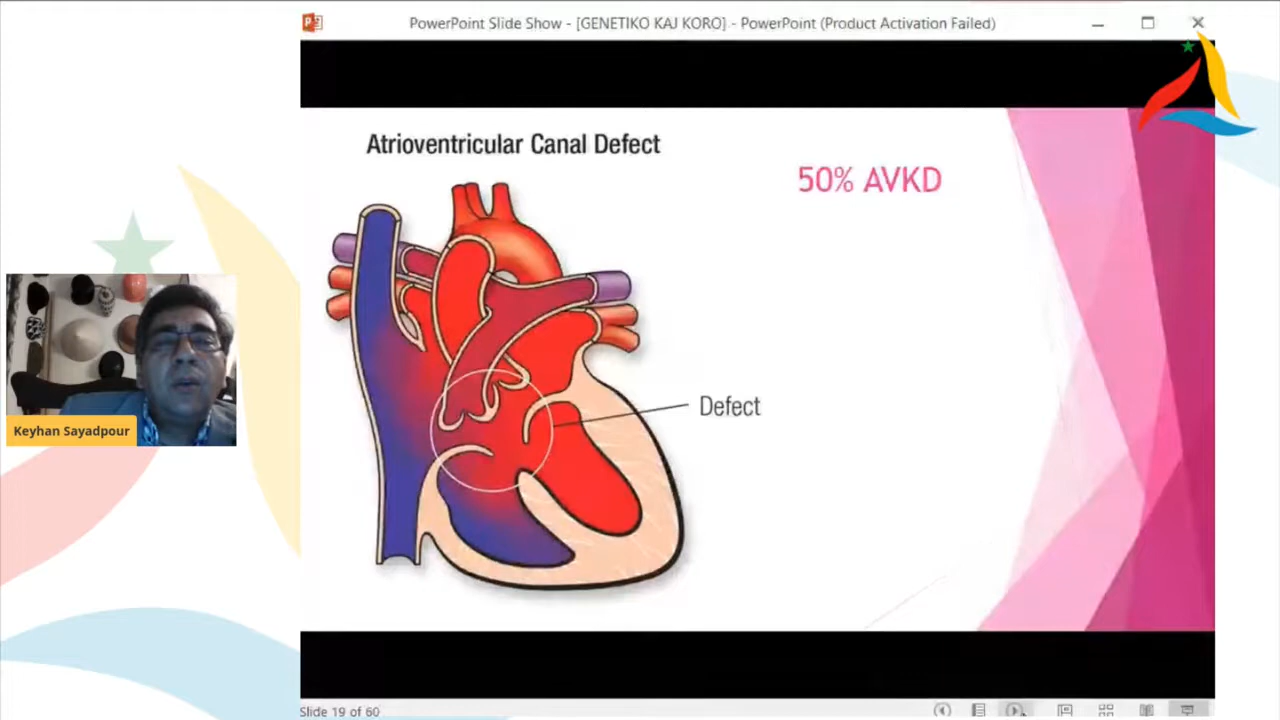 PowerPoint Slide Show - [GENETIKO KAJ KORO] - PowerPoint (Product Activation Failed)
Atrioventricular Canal Defect
50% AVKD
Defect
Keyhan Sayadpour
Slide 19 of 60